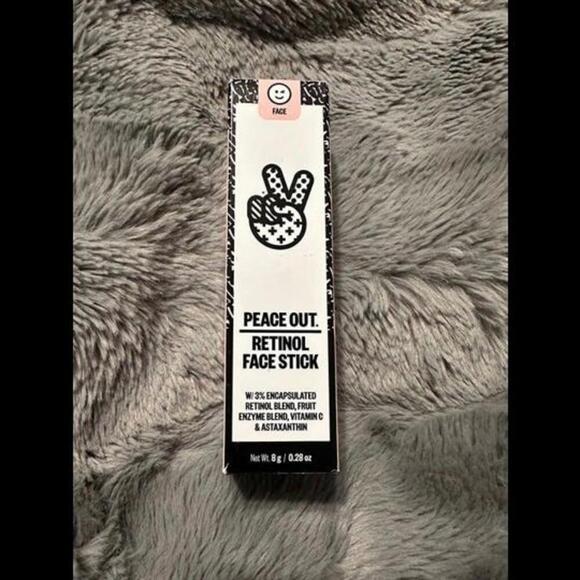 FACE
PEACE OUT.
RETINOL
FACE STICK
W/ 3% ENCAPSULATED
RETINOL BLEND, FRUIT
ENZYME BLEND, VITAMIN C
& ASTAXANTHIN
Net Wt. 8 g / 0.28 oz